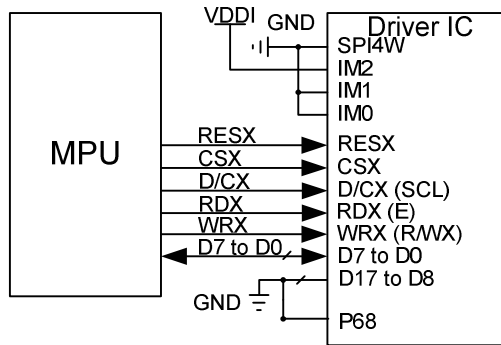 VDDI
GND
Driver IC
SPI4W
IM2
IM1
IM0
MPU
RESX
CSX
D/CX
RDX
WRX
D7 to D0
RESX
CSX
D/CX (SCL)
RDX (E)
WRX (R/WX)
D7 to D0
D17 to D8
GND
P68